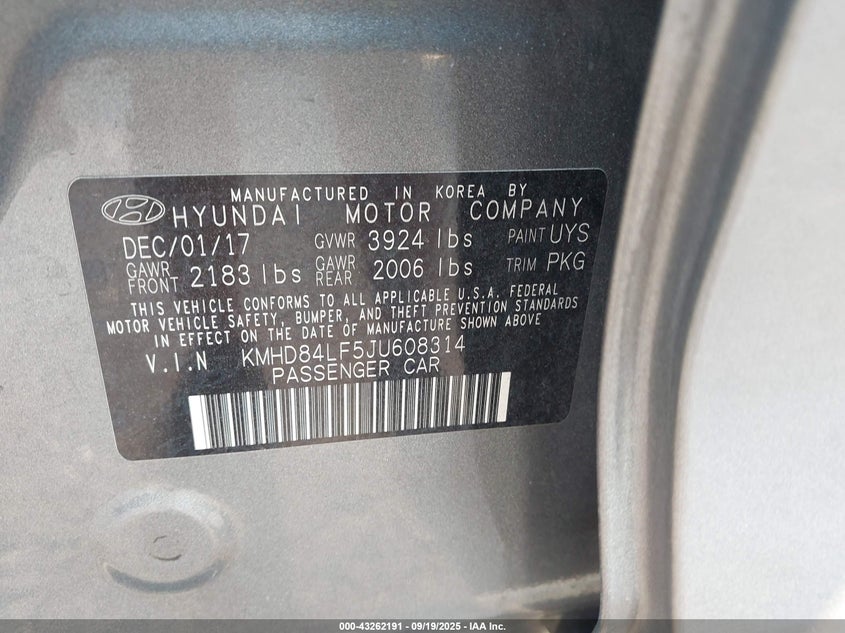 MANUFACTURED IN KOREA BY
HYUNDAI MOTOR COMPANY
DEC/01/17 GVWR 3924 lbs PAINT UYS
GAWR FRONT 2183 lbs GAWR REAR 2006 lbs TRIM PKG
THIS VEHICLE CONFORMS TO ALL APPLICABLE U.S.A. FEDERAL
MOTOR VEHICLE SAFETY, BUMPER, AND THEFT PREVENTION STANDARDS
IN EFFECT ON THE DATE OF MANUFACTURE SHOWN ABOVE
V.I.N KMHD84LF5JU608314
PASSENGER CAR
000-43262191 - 09/19/2025 - IAA Inc.